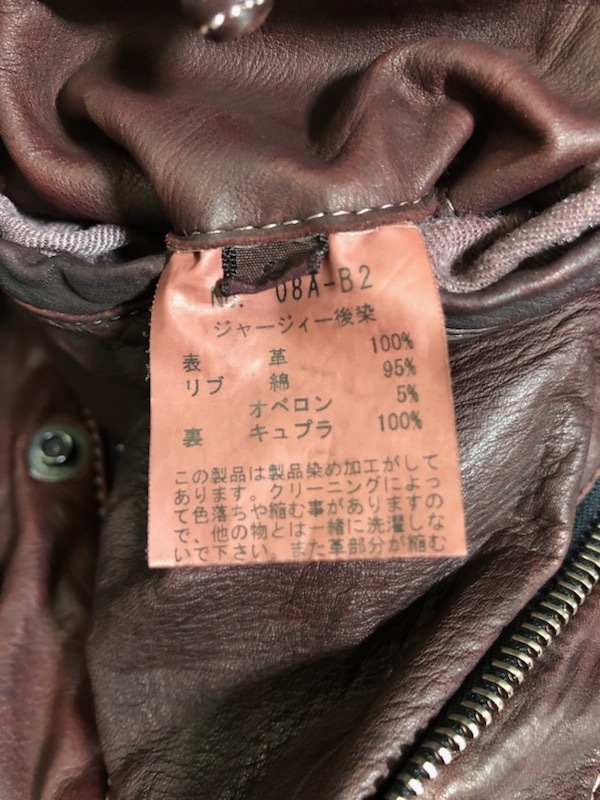 No. 08A-B2
ジャージィー後染
表 革 100%
リブ 綿 95%
オペロン 5%
裏 キュプラ 100%
この製品は製品染め加工がして
あります。クリーニングによっ
て色落ちや縮む事がありますの
で、他の物とは一緒に洗濯しな
いで下さい。また革部分が縮む